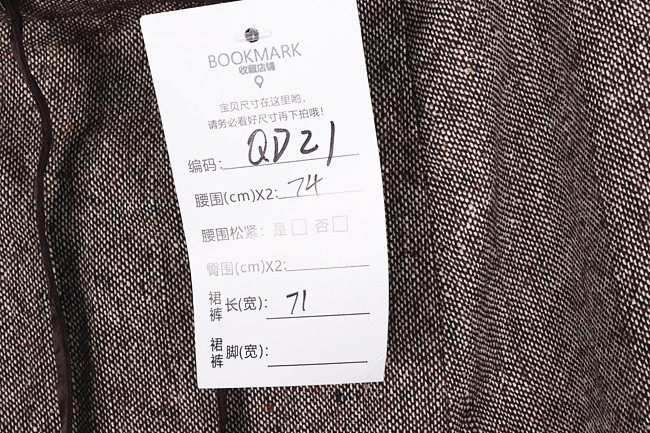 BOOKMARK
收藏店铺
宝贝尺寸在这里哟，
请务必看好尺寸再下拍哦！
编码：QD21
腰围(cm)X2: 74
腰围松紧：是□ 否□
臀围(cm)X2:
裙裤长(宽)：71
裙裤脚(宽)：